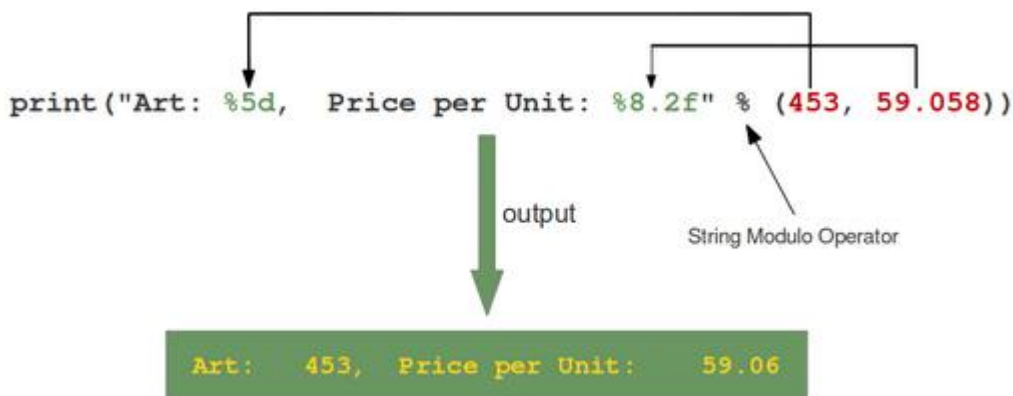 print("Art: %5d,  Price per Unit: %8.2f" % (453, 59.058))
output
String Modulo Operator
Art:   453,  Price per Unit:    59.06